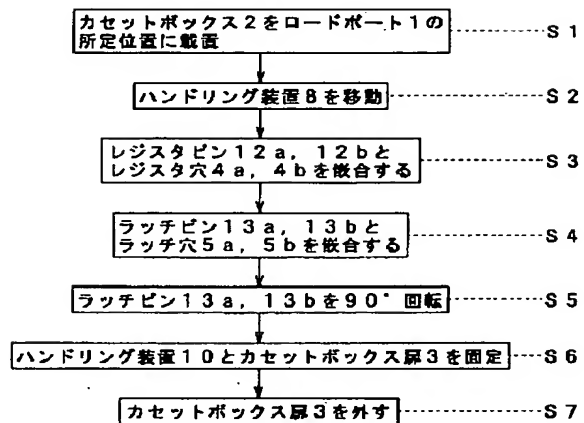 カセットボックス2をロードポート1の S1
所定位置に載置
ハンドリング装置8を移動 S2
レジスタピン12a，12bと
レジスタ穴4a，4bを嵌合する S3
ラッチピン13a，13bと
ラッチ穴5a，5bを嵌合する S4
ラッチピン13a，13bを90°回転 S5
ハンドリング装置10とカセットボックス扉3を固定 S6
カセットボックス扉3を外す S7